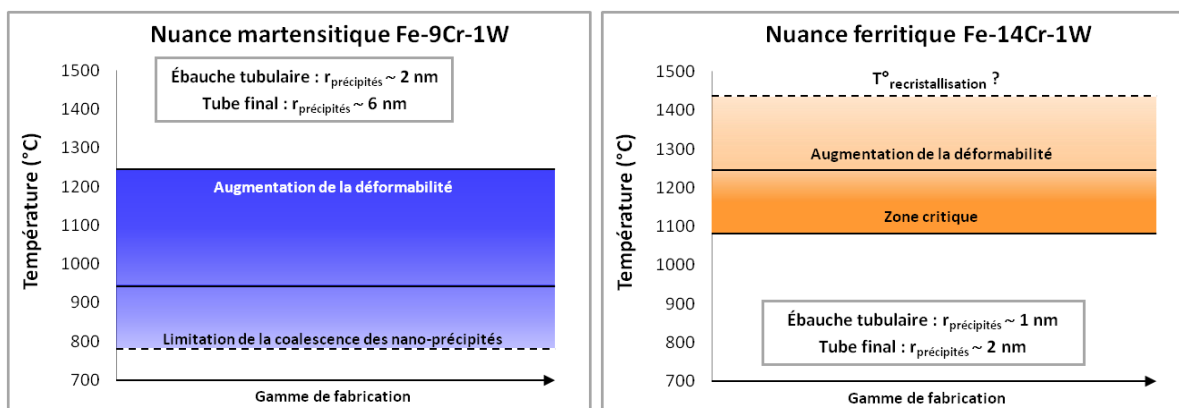 Nuance martensitique Fe-9Cr-1W
Ébauche tubulaire : rprécipités ~ 2 nm
Tube final : rprécipités ~ 6 nm
Température (°C)
1500
1400
1300
1200
1100
1000
900
800
700
Augmentation de la déformabilité
Limitation de la coalescence des nano-précipités
Gamme de fabrication
Nuance ferritique Fe-14Cr-1W
T°recristallisation ?
Température (°C)
1500
1400
1300
1200
1100
1000
900
800
700
Augmentation de la déformabilité
Zone critique
Ébauche tubulaire : rprécipités ~ 1 nm
Tube final : rprécipités ~ 2 nm
Gamme de fabrication